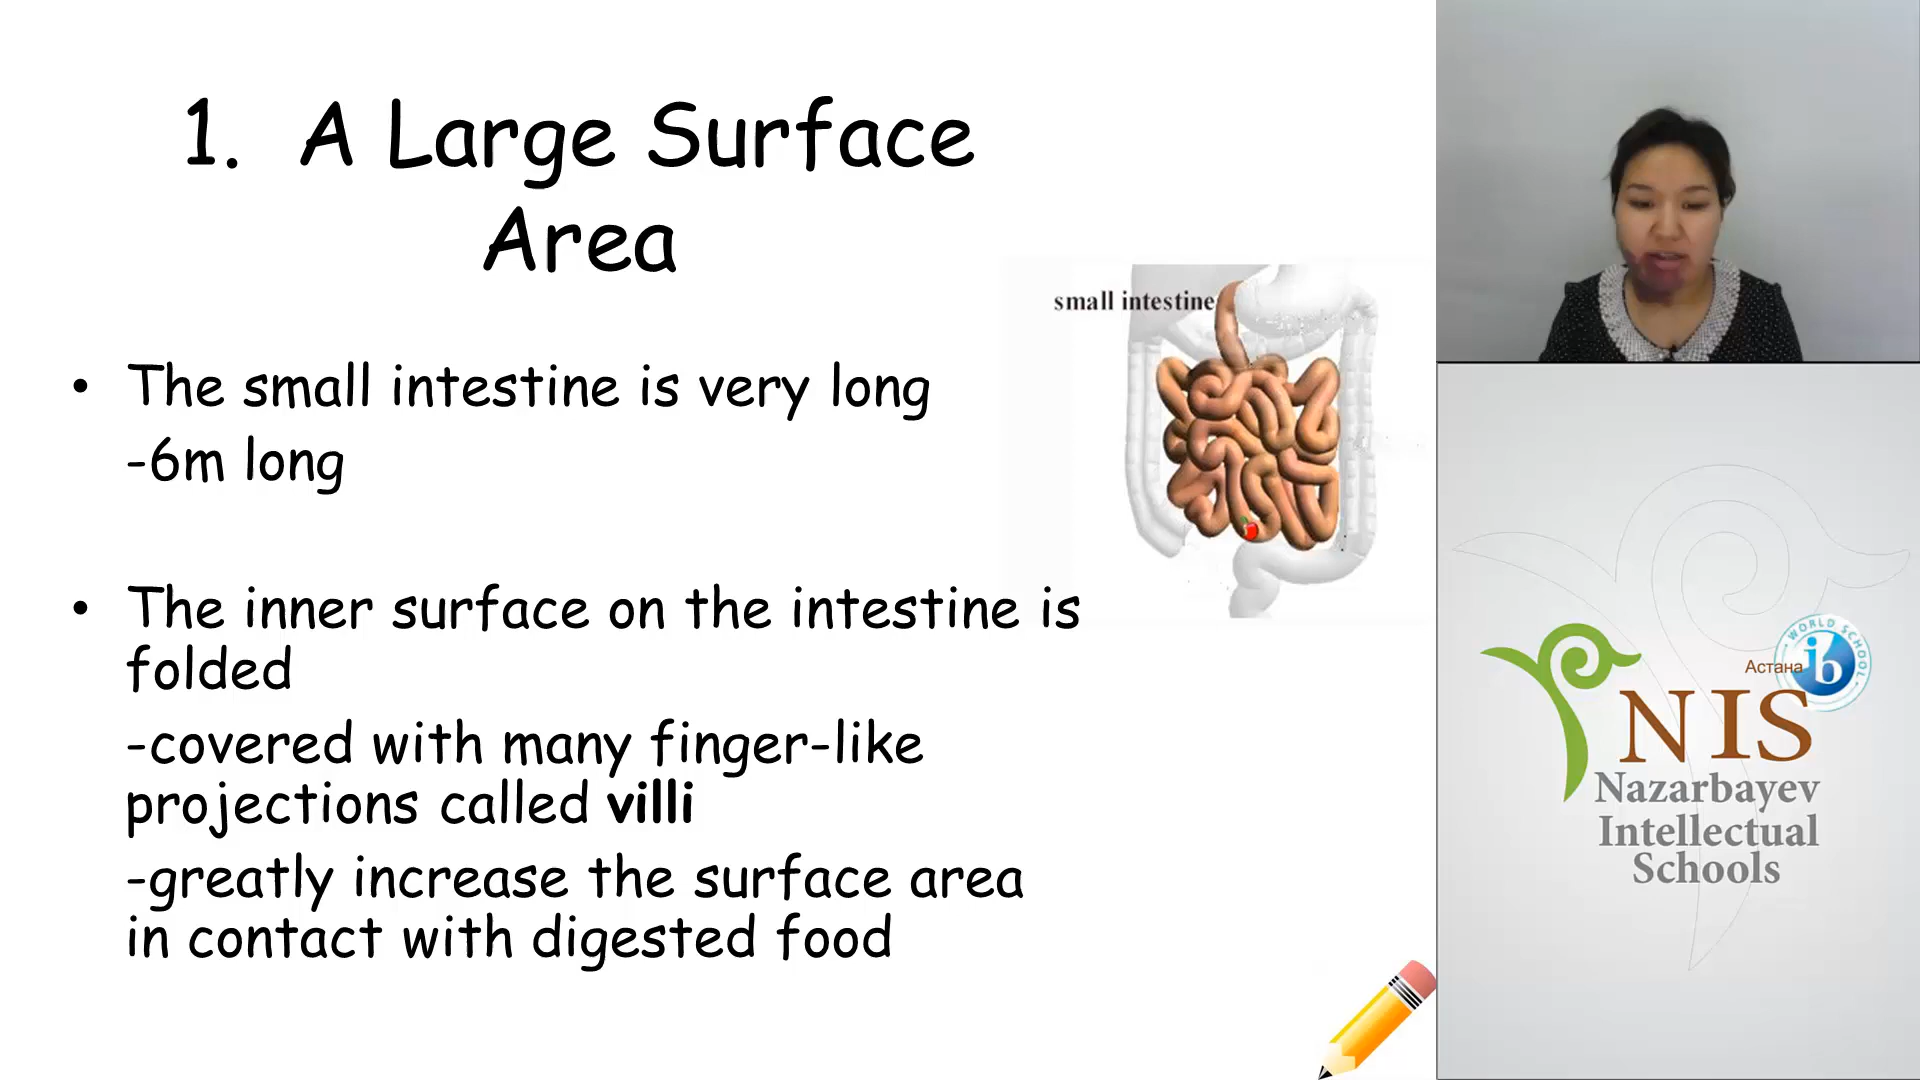 1. A Large Surface
Area
small intestine
• The small intestine is very long
-6m long
• The inner surface on the intestine is
folded
-covered with many finger-like
projections called villi
-greatly increase the surface area
in contact with digested food
WORLD SCHOOL
Астана
ib
NIS
Nazarbayev
Intellectual
Schools